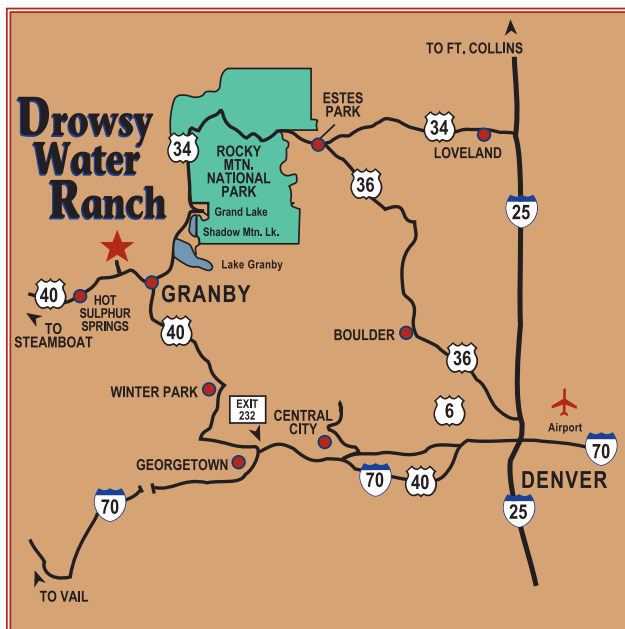 TO FT. COLLINS
Drowsy
Water
Ranch
ESTES
PARK
34
34
LOVELAND
ROCKY
MTN.
NATIONAL
PARK
36
Grand Lake
25
Shadow Mtn. Lk.
Lake Granby
40
HOT
SULPHUR
SPRINGS
GRANBY
TO
STEAMBOAT
40
BOULDER
36
WINTER PARK
EXIT
232
CENTRAL
CITY
6
Airport
GEORGETOWN
70
70
40
DENVER
70
25
TO VAIL